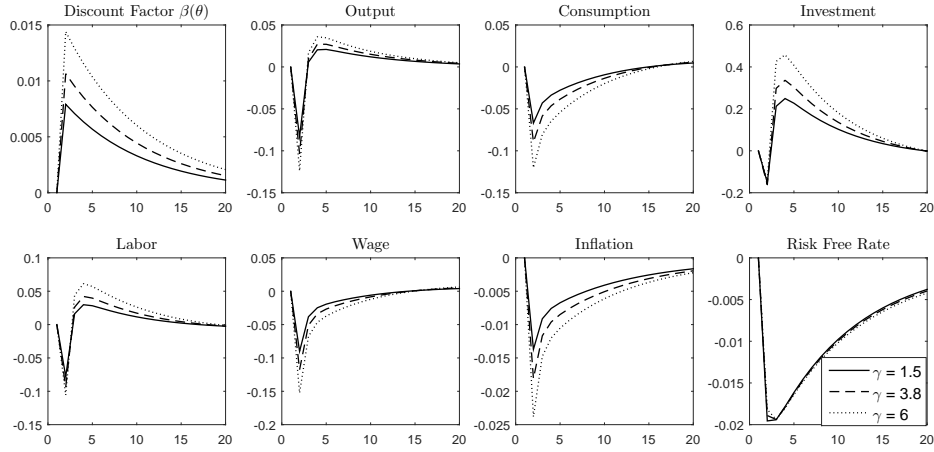 Discount Factor β(θ)
Output
Consumption
Investment
0.015
0.01
0.005
0
0 5 10 15 20
0.05
0
-0.05
-0.1
-0.15
0 5 10 15 20
0.05
0
-0.05
-0.1
-0.15
0 5 10 15 20
0.6
0.4
0.2
0
-0.2
0 5 10 15 20
Labor
Wage
Inflation
Risk Free Rate
0.1
0.05
0
-0.05
-0.1
-0.15
0 5 10 15 20
0.05
0
-0.05
-0.1
-0.15
-0.2
0 5 10 15 20
0
-0.005
-0.01
-0.015
-0.02
-0.025
0 5 10 15 20
0
-0.005
-0.01
-0.015
-0.02
0 5 10 15 20
γ = 1.5
γ = 3.8
γ = 6